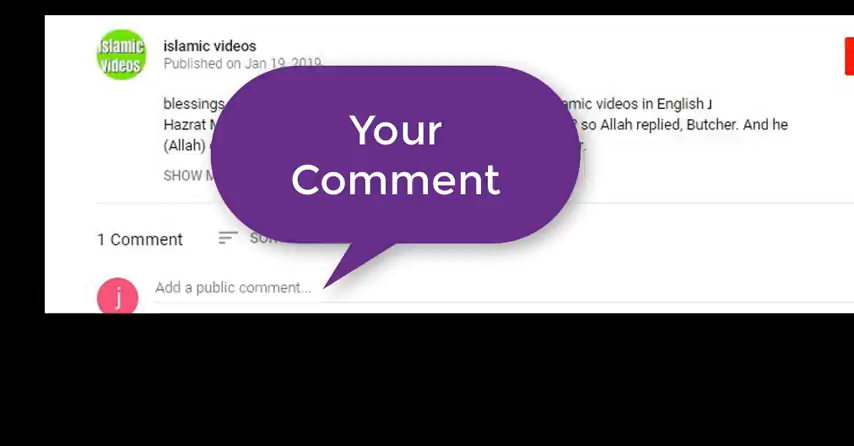 islamic videos
islamic videos
Published on Jan 19, 2019
blessings amic videos in English J
Hazrat M so Allah replied, Butcher. And he
(Allah)
SHOW M
1 Comment
Your
Comment
j Add a public comment...